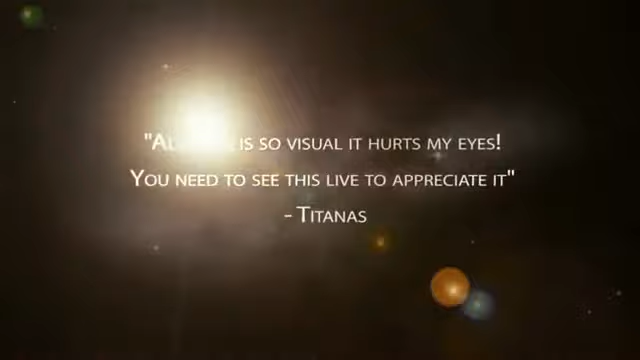 IS SO VISUAL IT HURTS MY EYES!
YOU NEED TO SEE THIS LIVE TO APPRECIATE IT"
- TITANAS